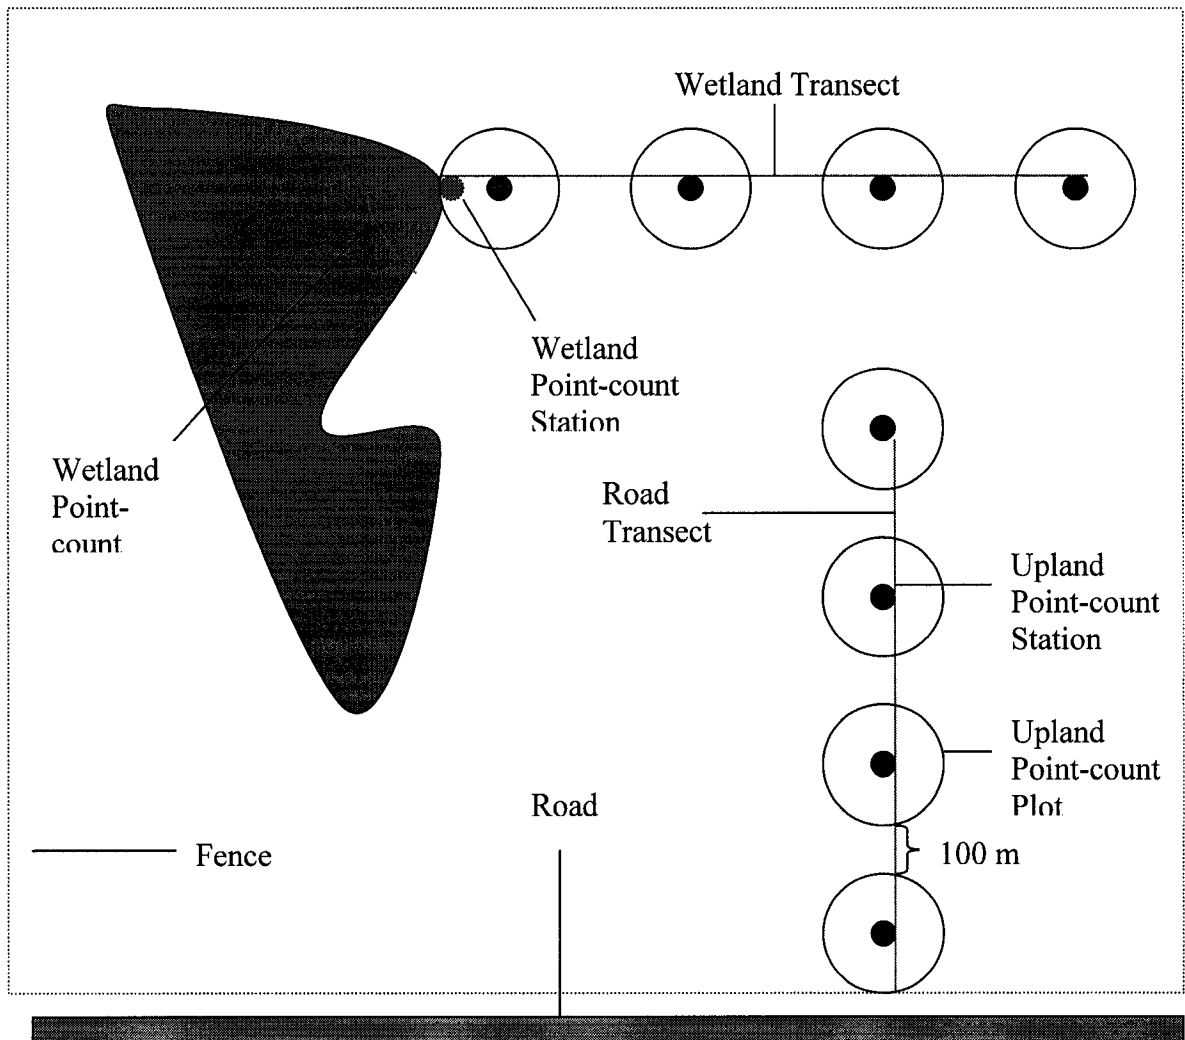 Wetland Transect
Wetland
Point-count
Station
Wetland
Point-
count
Road
Transect
Upland
Point-count
Station
Upland
Point-count
Plot
Road
Fence
100 m